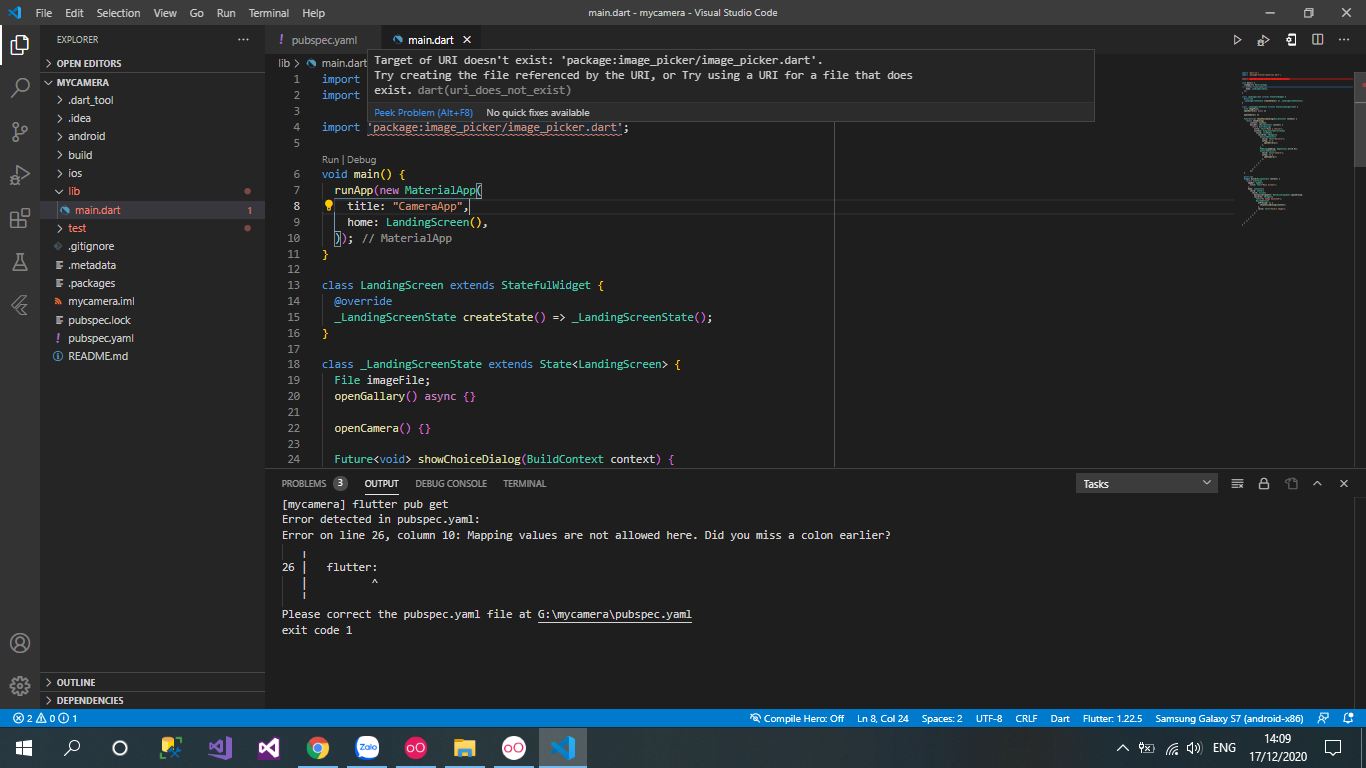 File Edit Selection View Go Run Terminal Help
main.dart - mycamera - Visual Studio Code
EXPLORER
OPEN EDITORS
MYCAMERA
.dart_tool
.idea
android
build
ios
lib
main.dart 1
test
.gitignore
.metadata
.packages
mycamera.iml
pubspec.lock
! pubspec.yaml
README.md
OUTLINE
DEPENDENCIES
! pubspec.yaml
main.dart
lib > main.dart
Target of URI doesn't exist: 'package:image_picker/image_picker.dart'.
Try creating the file referenced by the URI, or Try using a URI for a file that does
exist. dart(uri_does_not_exist)
Peek Problem (Alt+F8) No quick fixes available
1 import
2 import
3
4 import 'package:image_picker/image_picker.dart';
5
Run | Debug
6 void main() {
7 runApp(new MaterialApp(
8 title: "CameraApp",
9 home: LandingScreen(),
10 )); // MaterialApp
11 }
12
13 class LandingScreen extends StatefulWidget {
14 @override
15 _LandingScreenState createState() => _LandingScreenState();
16 }
17
18 class _LandingScreenState extends State<LandingScreen> {
19 File imageFile;
20 openGallary() async {}
21
22 openCamera() {}
23
24 Future<void> showChoiceDialog(BuildContext context) {
PROBLEMS 3 OUTPUT DEBUG CONSOLE TERMINAL
Tasks
[mycamera] flutter pub get
Error detected in pubspec.yaml:
Error on line 26, column 10: Mapping values are not allowed here. Did you miss a colon earlier?
26 | flutter:
^
Please correct the pubspec.yaml file at G:\mycamera\pubspec.yaml
exit code 1
2 0 1
Compile Hero: Off Ln 8, Col 24 Spaces: 2 UTF-8 CRLF Dart Flutter: 1.22.5 Samsung Galaxy S7 (android-x86)
Zalo
ENG
14:09
17/12/2020